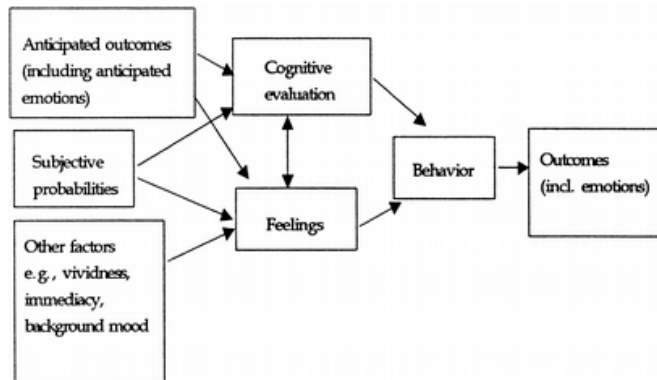 Anticipated outcomes
(including anticipated
emotions)
Cognitive
evaluation
Subjective
probabilities
Feelings
Behavior
Outcomes
(incl. emotions)
Other factors
e.g., vividness,
immediacy,
background mood